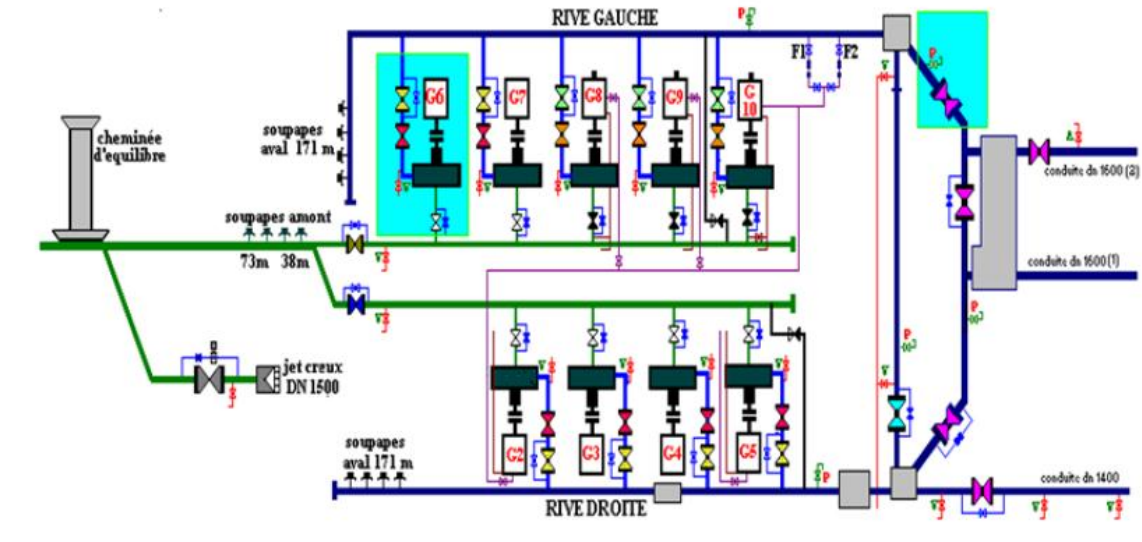 RIVE GAUCHE
P
F1 F2
P
V
G6 G7 G8 G9 G
10
cheminée
d'equilibre
soupapes
aval 171 m
V V V V V
conduite dn 1600 (2)
soupapes amont
73m 38m
V
conduite dn 1600 (1)
V
P
P
jet creux
DN 1500
V V V V
V
G2 G3 G4 G5
soupapes
aval 171 m
P
conduite dn 1400
RIVE DROITE
V V V